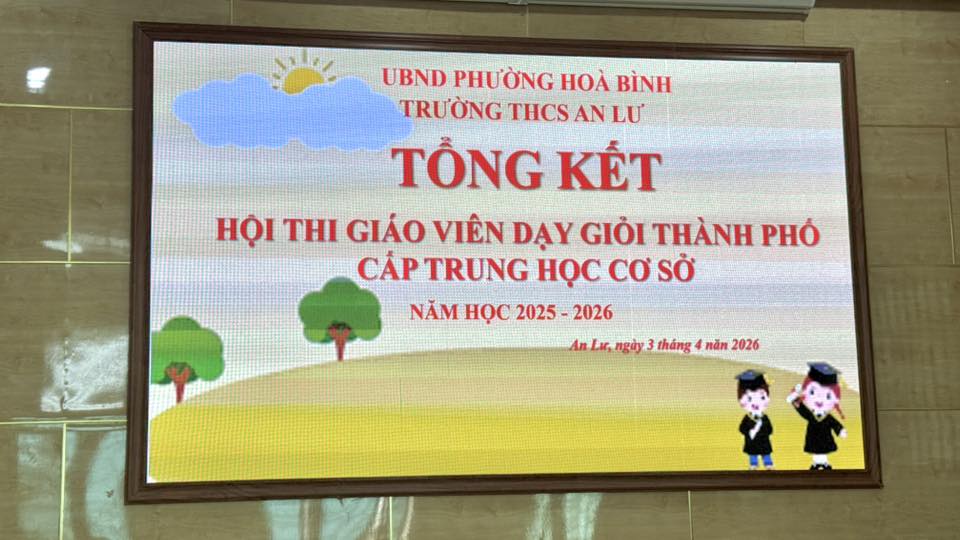 UBND PHƯỜNG HOÀ BÌNH
TRƯỜNG THCS AN LƯ
TỔNG KẾT
HỘI THI GIÁO VIÊN DẠY GIỎI THÀNH PHỐ
CẤP TRUNG HỌC CƠ SỞ
NĂM HỌC 2025 - 2026
An Lư, ngày 3 tháng 4 năm 2026